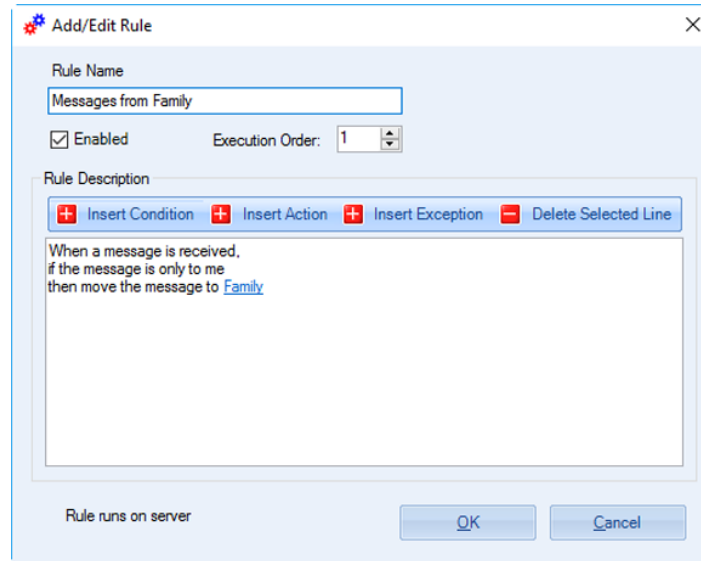 Add/Edit Rule
Rule Name
Messages from Family
Enabled
Execution Order: 1
Rule Description
Insert Condition Insert Action Insert Exception Delete Selected Line
When a message is received,
if the message is only to me
then move the message to Family
Rule runs on server
OK Cancel